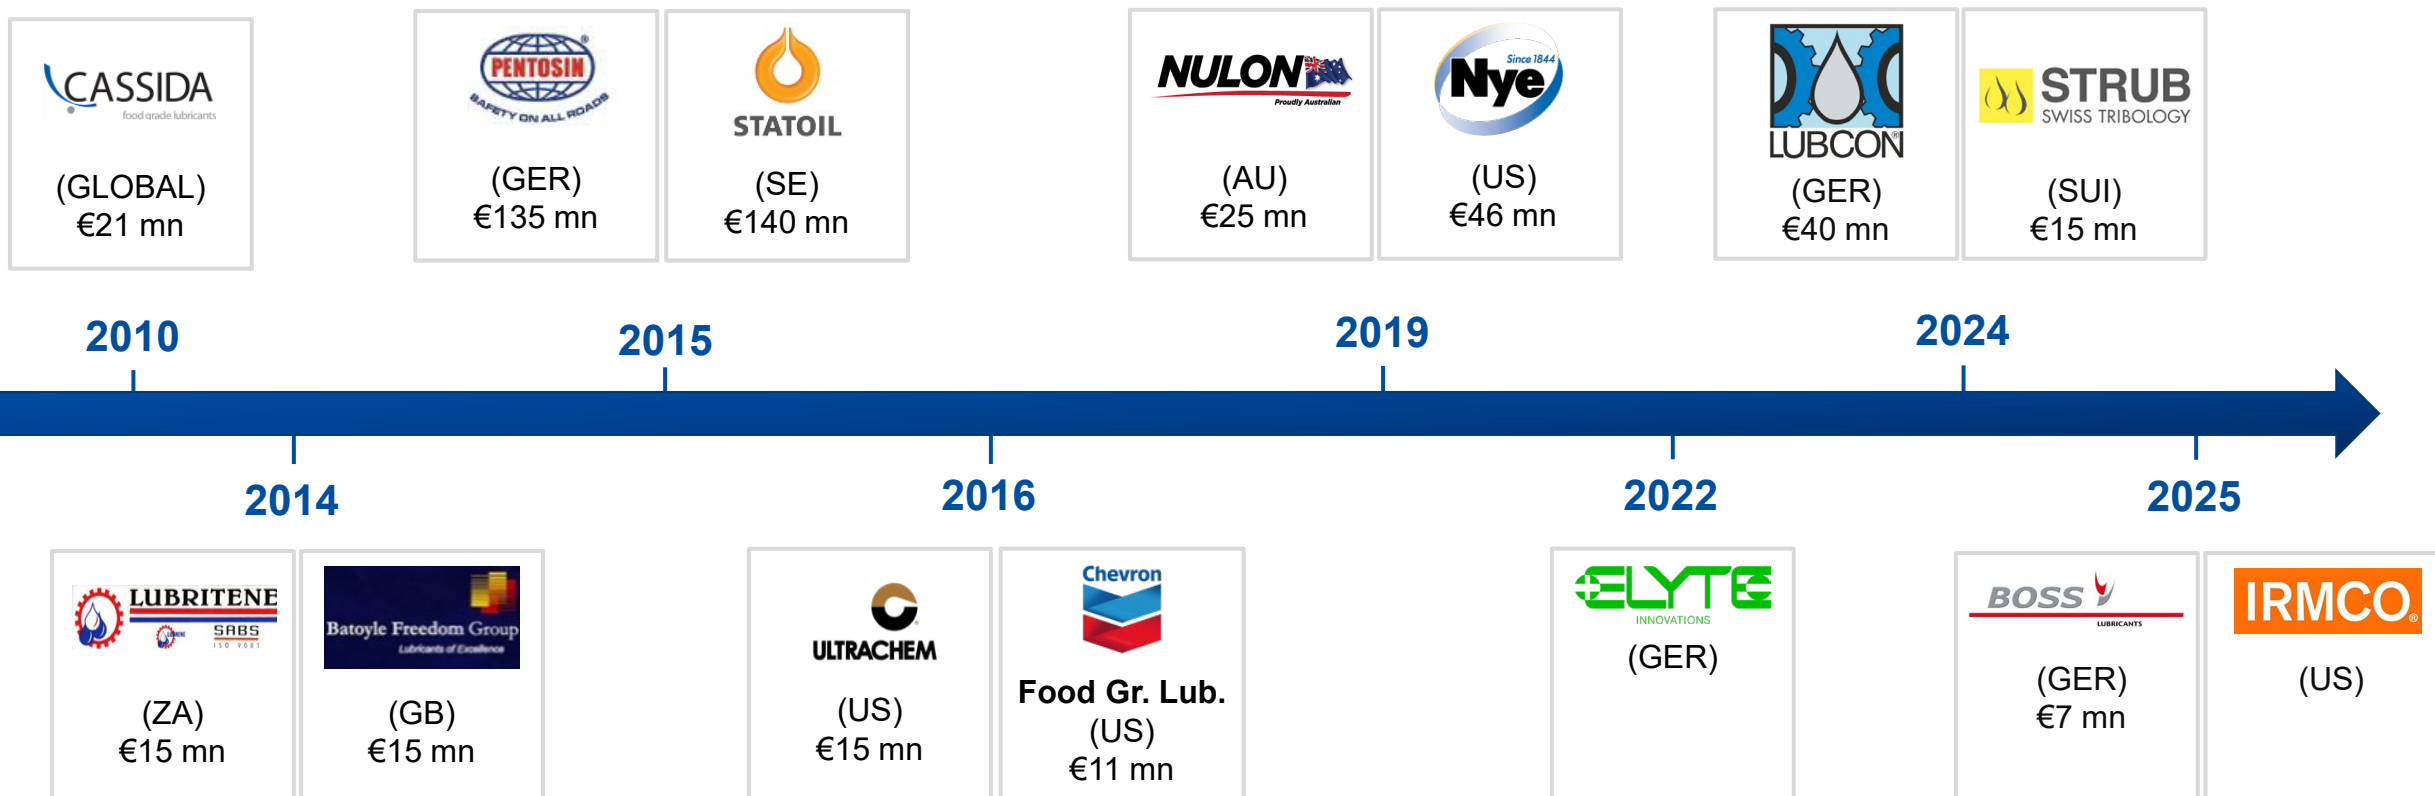 CASSIDA
food grade lubricants
(GLOBAL)
€21 mn
PENTOSIN®
SAFETY ON ALL ROADS
(GER)
€135 mn
STATOIL
(SE)
€140 mn
NULON
Proudly Australian
(AU)
€25 mn
Since 1844
Nye
(US)
€46 mn
LUBCON®
(GER)
€40 mn
STRUB
SWISS TRIBOLOGY
(SUI)
€15 mn
2010
2015
2019
2024
2014
2016
2022
2025
LUBRITENE
SABS
ISO 9001
(ZA)
€15 mn
Batoyle Freedom Group
Lubricants of Excellence
(GB)
€15 mn
ULTRACHEM
(US)
€15 mn
Chevron
Food Gr. Lub.
(US)
€11 mn
ELYTE
INNOVATIONS
(GER)
BOSS
LUBRICANTS
(GER)
€7 mn
IRMCO®
(US)